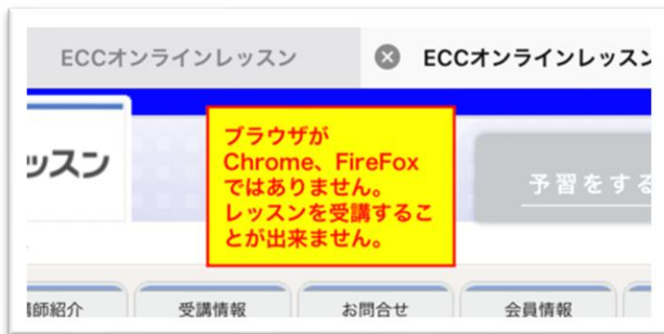 ECCオンラインレッスン
ECCオンラインレッスン
ブラウザが
Chrome、FireFox
ではありません。
レッスンを受講するこ
とが出来ません。
ッスン
予習をする
講師紹介
受講情報
お問合せ
会員情報